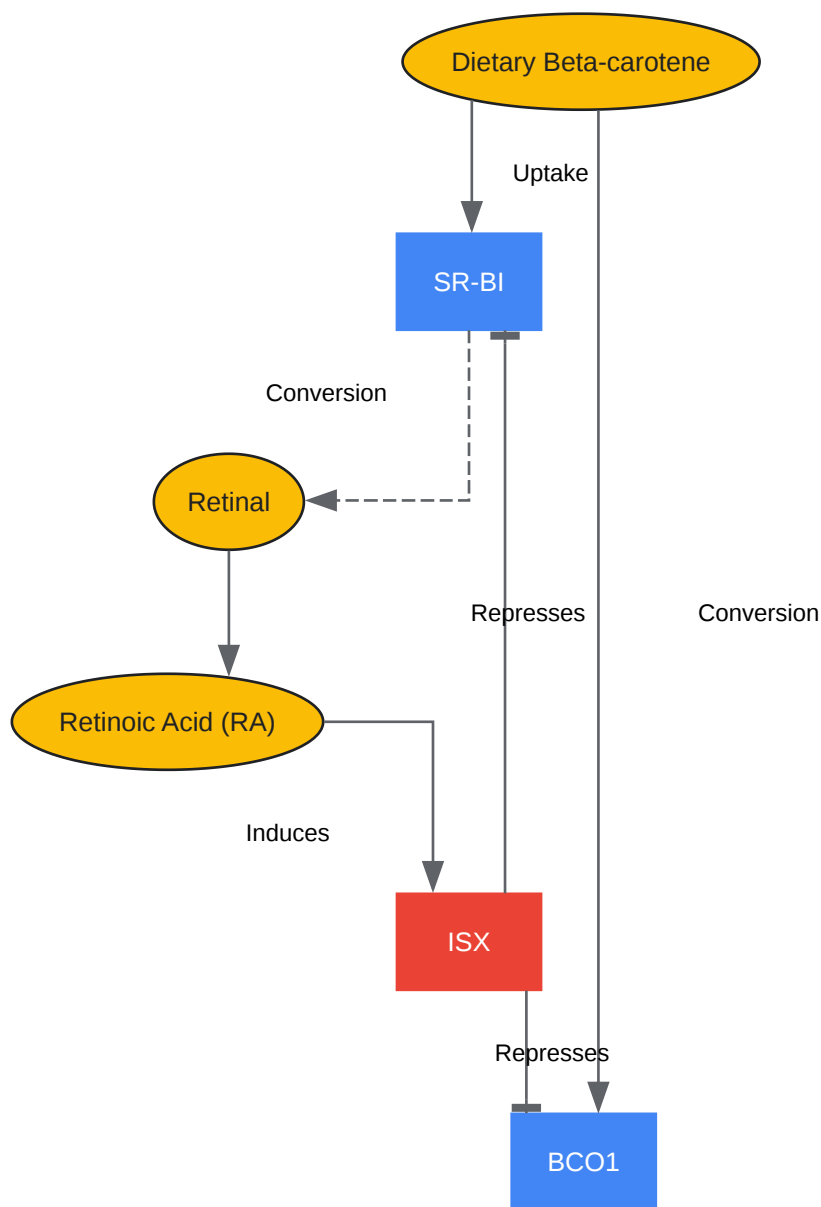 Dietary Beta-carotene
Uptake
SR-BI
Conversion
Retinal
Represses
Conversion
Retinoic Acid (RA)
Induces
ISX
Represses
BCO1